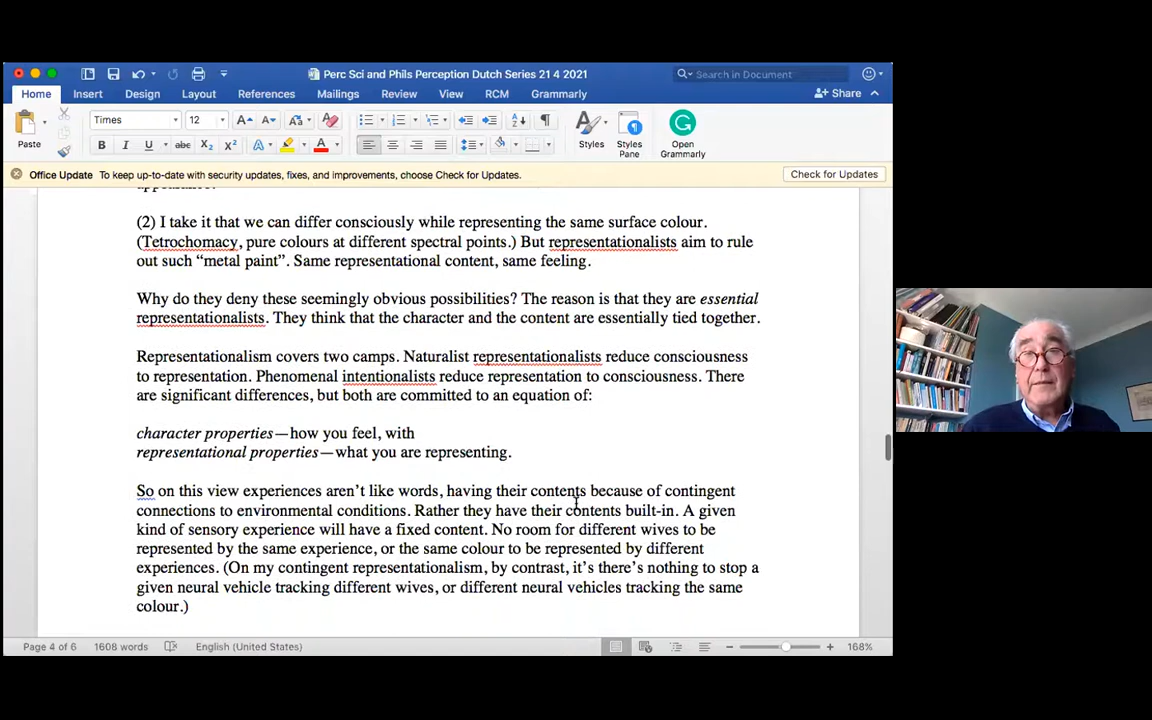 Perc Sci and Phils Perception Dutch Series 21 4 2021
Search in Document
Home Insert Design Layout References Mailings Review View RCM Grammarly
Share
Paste
Times
12
Styles
Styles Pane
Open Grammarly
Office Update To keep up-to-date with security updates, fixes, and improvements, choose Check for Updates.
Check for Updates
(2) I take it that we can differ consciously while representing the same surface colour.
(Tetrochomacy, pure colours at different spectral points.) But representationalists aim to rule
out such “metal paint”. Same representational content, same feeling.
Why do they deny these seemingly obvious possibilities? The reason is that they are essential
representationalists. They think that the character and the content are essentially tied together.
Representationalism covers two camps. Naturalist representationalists reduce consciousness
to representation. Phenomenal intentionalists reduce representation to consciousness. There
are significant differences, but both are committed to an equation of:
character properties—how you feel, with
representational properties—what you are representing.
So on this view experiences aren’t like words, having their contents because of contingent
connections to environmental conditions. Rather they have their contents built-in. A given
kind of sensory experience will have a fixed content. No room for different wives to be
represented by the same experience, or the same colour to be represented by different
experiences. (On my contingent representationalism, by contrast, it’s there’s nothing to stop a
given neural vehicle tracking different wives, or different neural vehicles tracking the same
colour.)
Page 4 of 6 1608 words English (United States) 168%